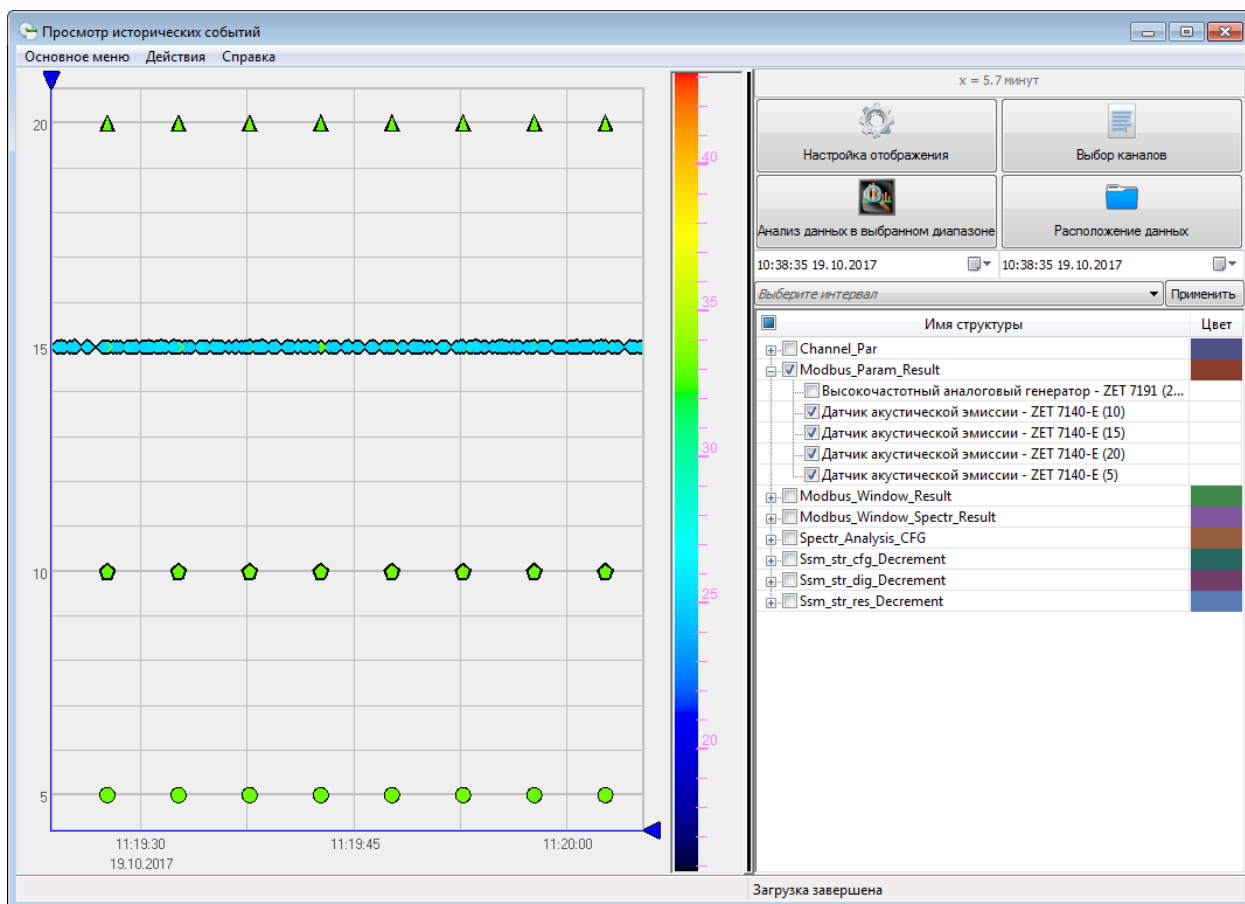 Просмотр исторических событий
Основное меню Действия Справка
x = 5.7 минут
Настройка отображения
Выбор каналов
Анализ данных в выбранном диапазоне
Расположение данных
10:38:35 19.10.2017
10:38:35 19.10.2017
Выберите интервал
Применить
Имя структуры
Цвет
Channel_Par
Modbus_Param_Result
Высокочастотный аналоговый генератор - ZET 7191 (2...
Датчик акустической эмиссии - ZET 7140-E (10)
Датчик акустической эмиссии - ZET 7140-E (15)
Датчик акустической эмиссии - ZET 7140-E (20)
Датчик акустической эмиссии - ZET 7140-E (5)
Modbus_Window_Result
Modbus_Window_Spectr_Result
Spectr_Analysis_CFG
Ssm_str_cfg_Decrement
Ssm_str_dig_Decrement
Ssm_str_res_Decrement
20
15
10
5
11:19:30
19.10.2017
11:19:45
11:20:00
40
35
30
25
20
Загрузка завершена